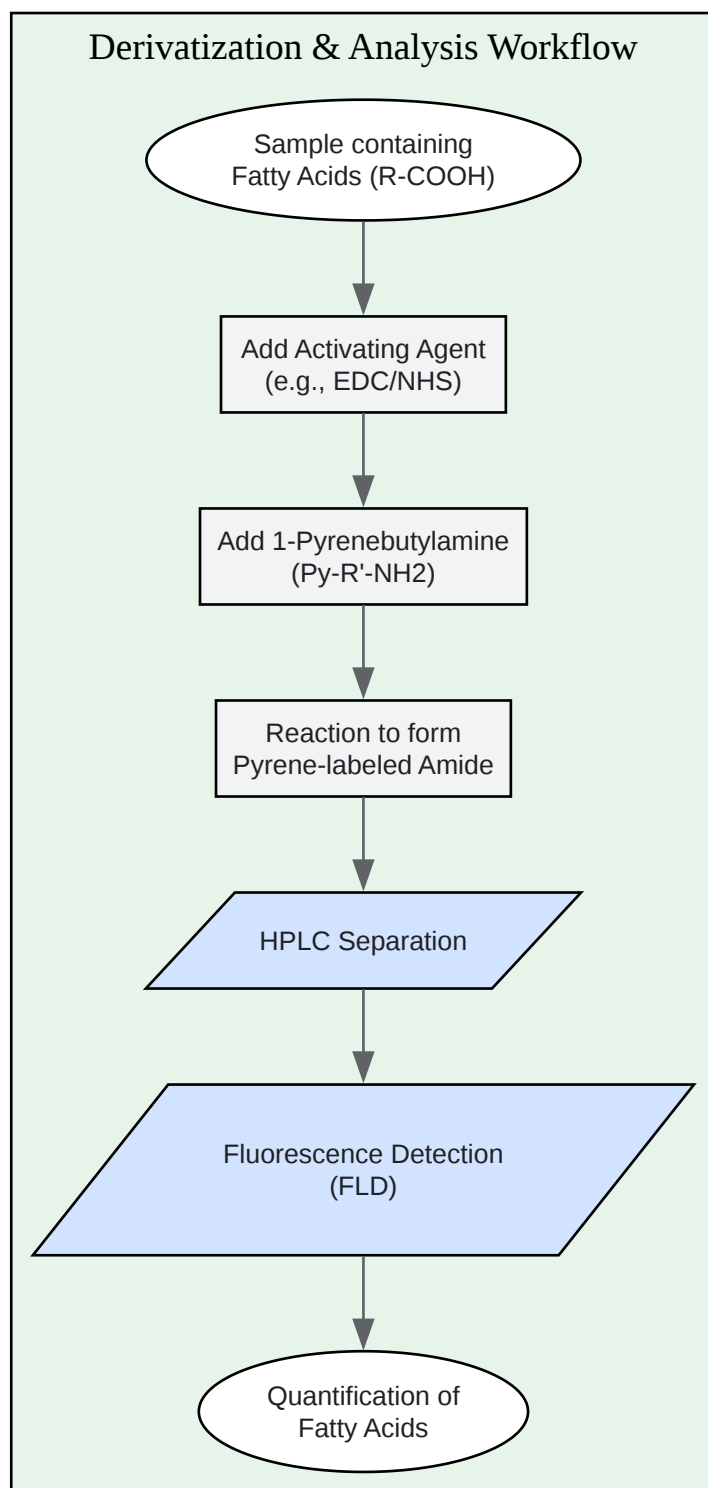 Derivatization & Analysis Workflow
Sample containing
Fatty Acids (R-COOH)
Add Activating Agent
(e.g., EDC/NHS)
Add 1-Pyrenebutylamine
(Py-R'-NH2)
Reaction to form
Pyrene-labeled Amide
HPLC Separation
Fluorescence Detection
(FLD)
Quantification of
Fatty Acids